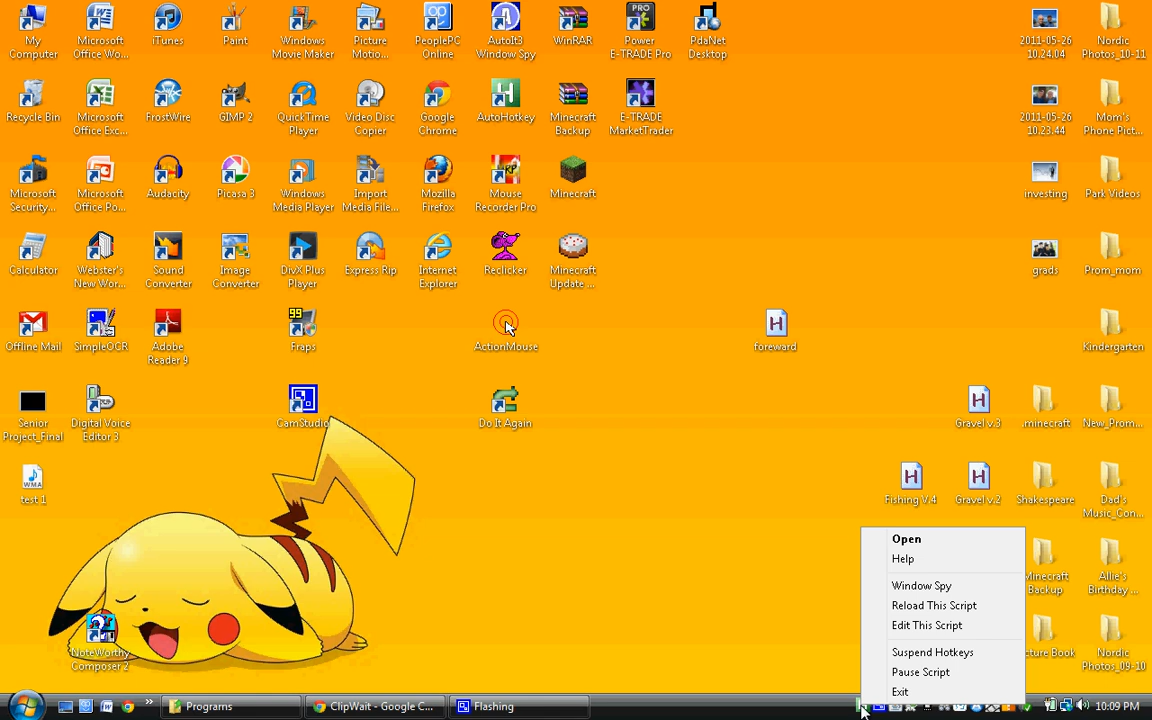 My Computer
Microsoft Office Wo...
iTunes
Paint
Windows Movie Maker
Picture Motio...
PeoplePC Online
AutoIt3 Window Spy
WinRAR
PRO
Power E-TRADE Pro
PdaNet Desktop
2011-05-26 10.24.04
Nordic Photos_10-11
Recycle Bin
Microsoft Office Exc...
FrostWire
GIMP 2
QuickTime Player
Video Disc Copier
Google Chrome
AutoHotkey
Minecraft Backup
E-TRADE MarketTrader
2011-05-26 10.23.44
Mom's Phone Pict...
Microsoft Security...
Microsoft Office Po...
Audacity
Picasa 3
Windows Media Player
Import Media File...
Mozilla Firefox
Mouse Recorder Pro
Minecraft
investing
Park Videos
Calculator
Webster's New Wor...
Sound Converter
Image Converter
DivX Plus Player
Express Rip
Internet Explorer
Reclicker
Minecraft Update ...
grads
Prom_mom
Offline Mail
SimpleOCR
Adobe Reader 9
99
Fraps
ActionMouse
foreward
Kindergarten
Senior Project_Final
Digital Voice Editor 3
CamStudio
Do It Again
Gravel v.3
.minecraft
New_Prom...
test 1
Fishing V.4
Gravel v.2
Shakespeare
Dad's Music_Con...
Open
Help
Window Spy
Reload This Script
Edit This Script
Suspend Hotkeys
Pause Script
Exit
Minecraft Backup
Allie's Birthday ...
NoteWorthy Composer 2
Nordic Photos_09-10
Programs
ClipWait - Google C...
Flashing
10:09 PM